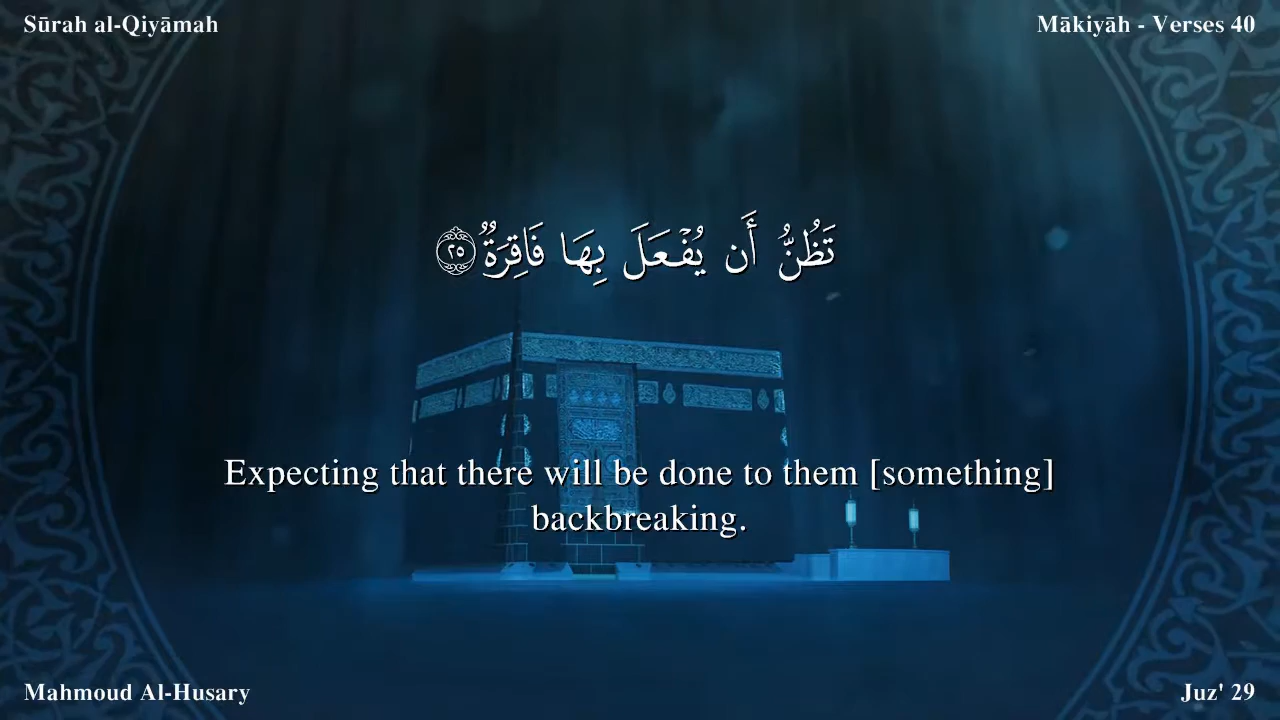 Sūrah al-Qiyāmah
Mākiyāh - Verses 40
تَظُنُّ أَن يُفْعَلَ بِهَا فَاقِرَةٌ ٢٥
Expecting that there will be done to them [something]
backbreaking.
Mahmoud Al-Husary
Juz' 29